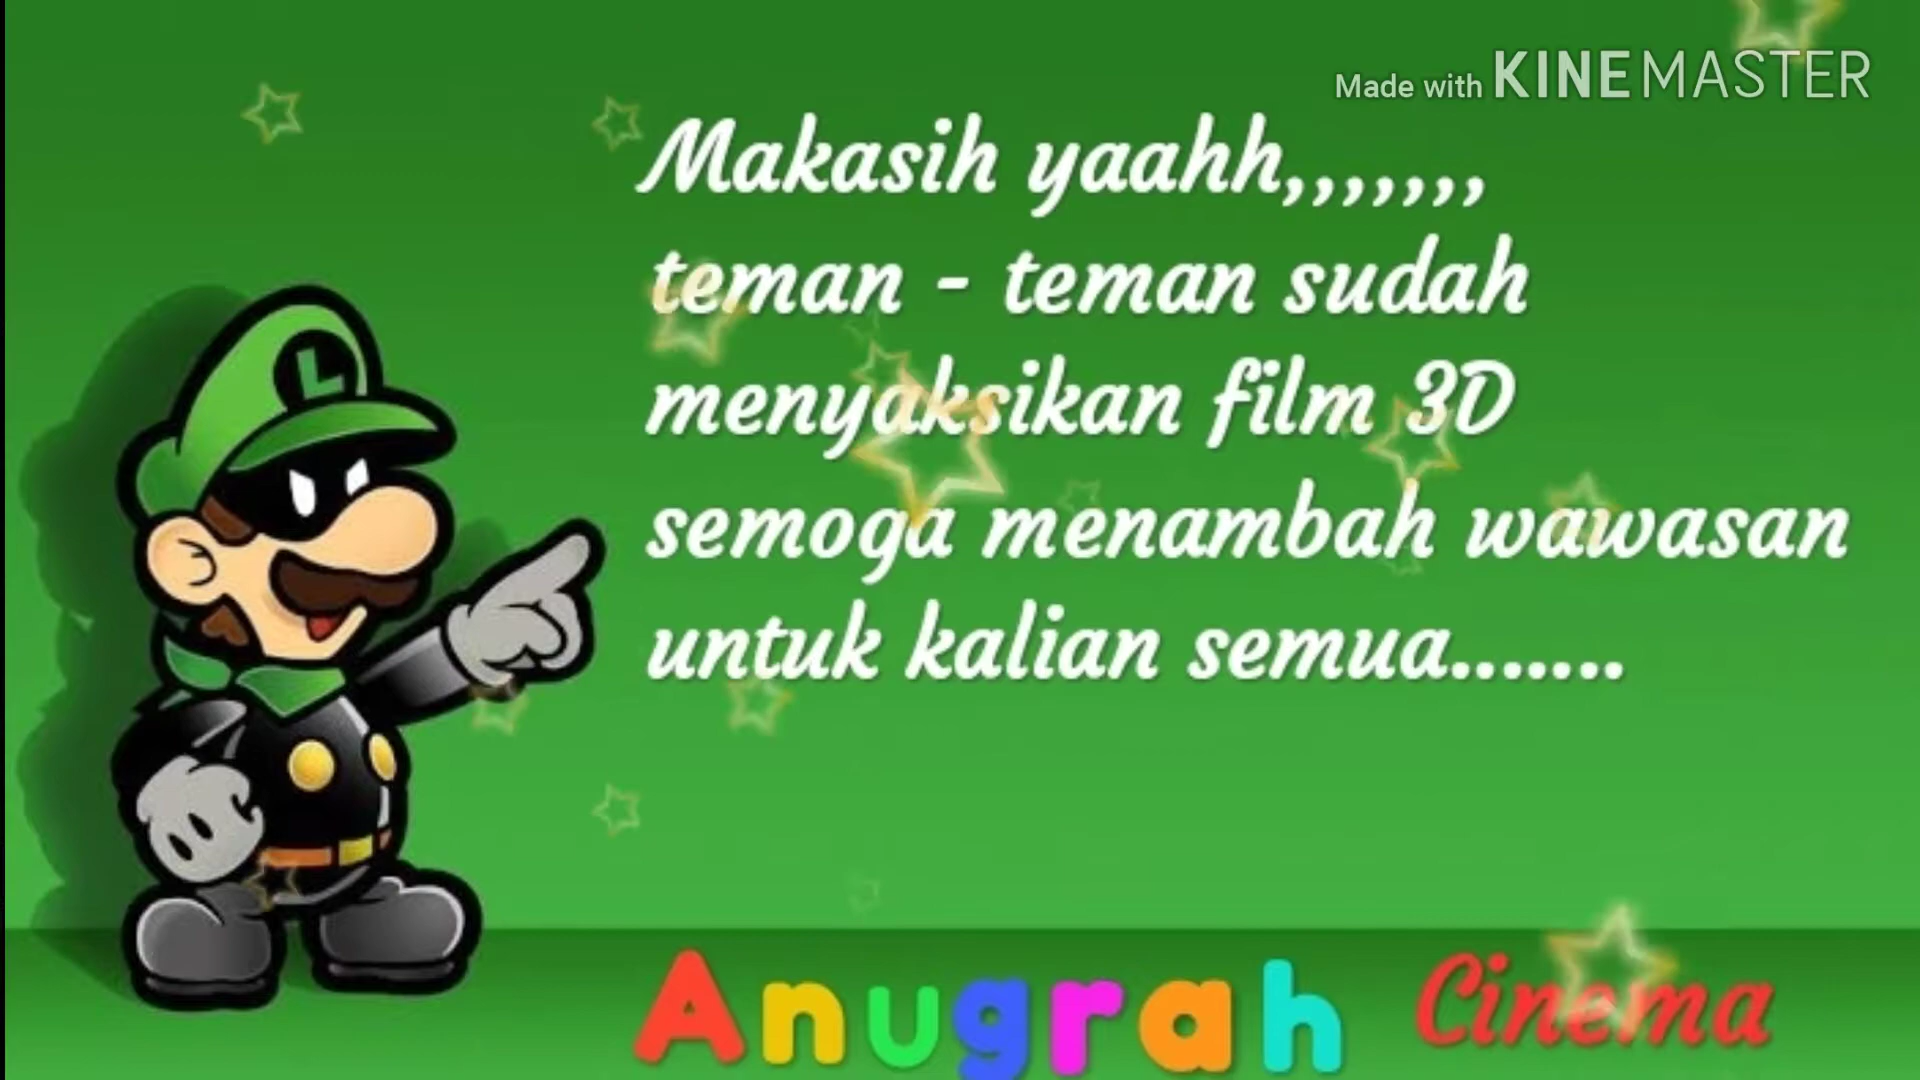 Made with KINEMASTER
Makasih yaahh,,,,,,,
teman - teman sudah
menyaksikan film 3D
semoga menambah wawasan
untuk kalian semua.......
L
Anugrah Cinema